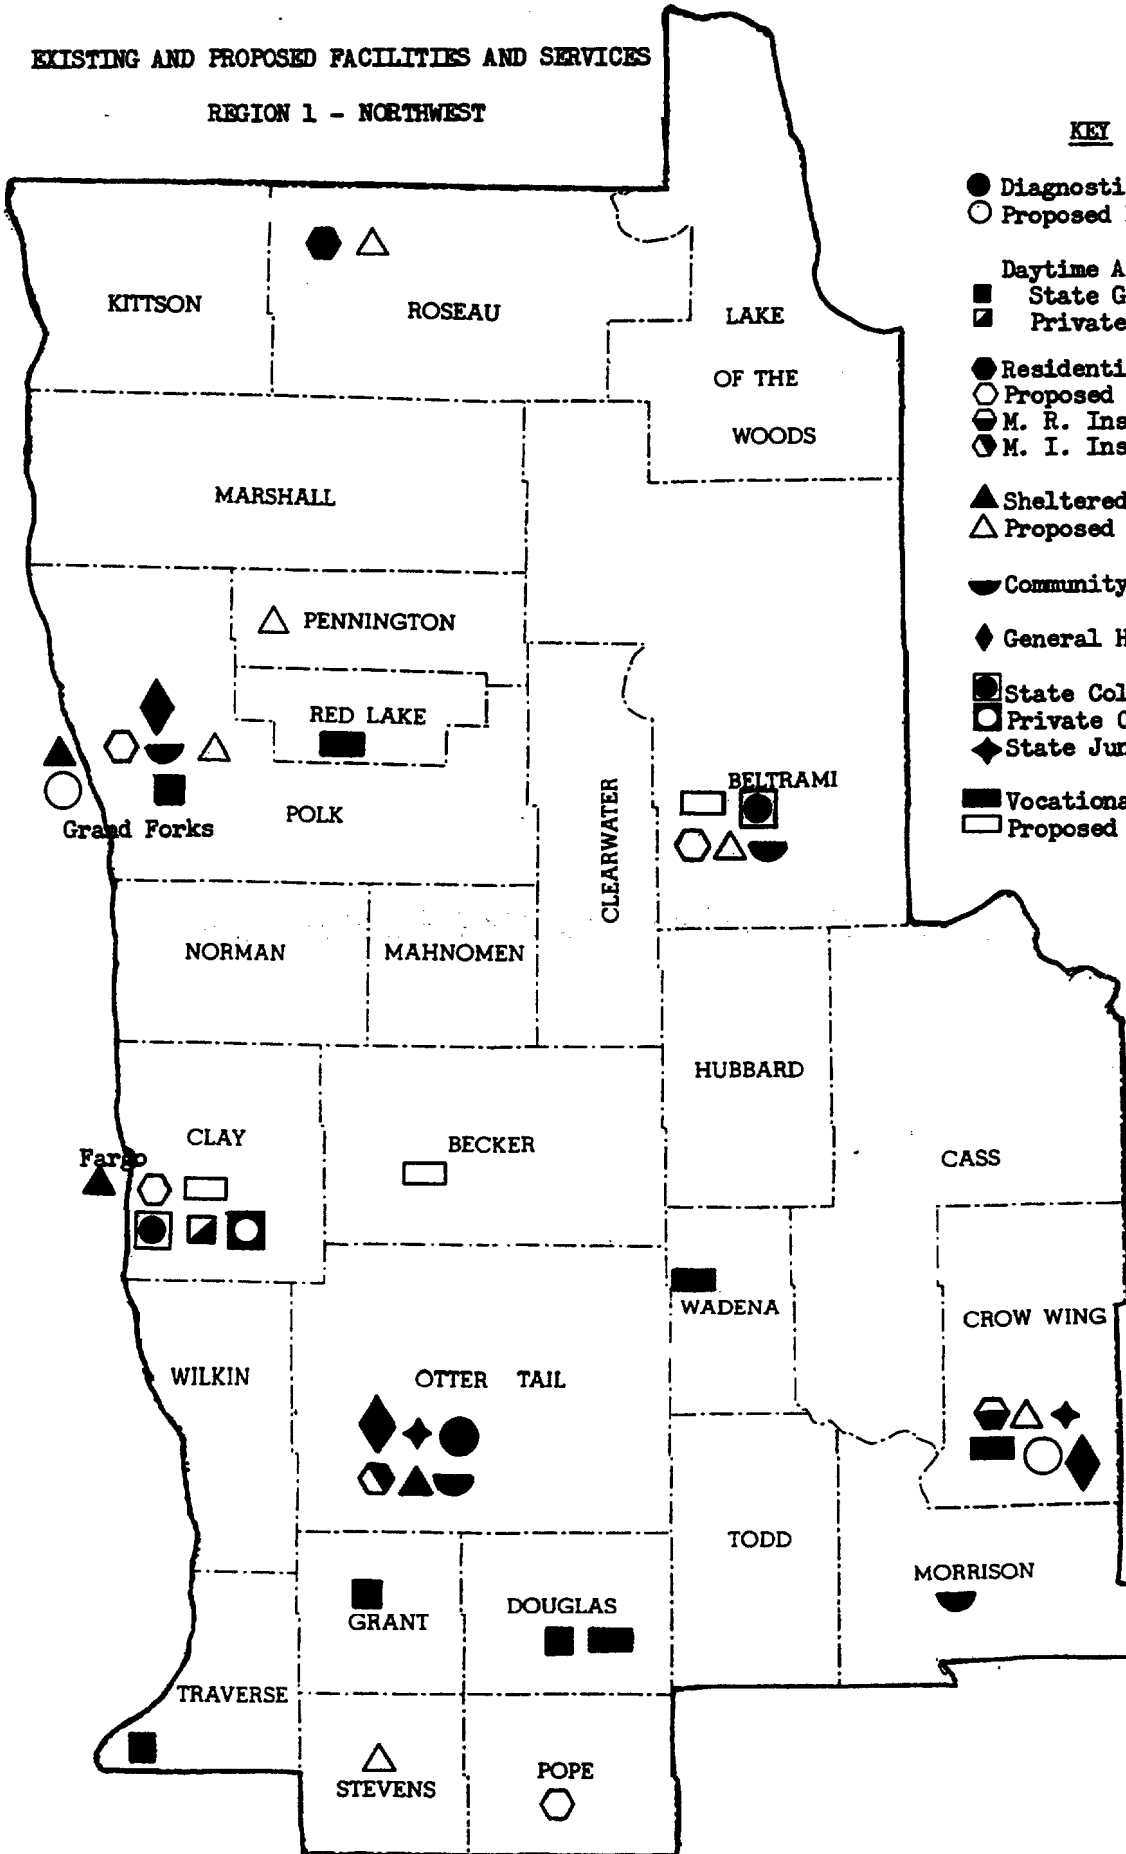 EXISTING AND PROPOSED FACILITIES AND SERVICES
REGION 1 - NORTHWEST
KEY
Diagnosti
Proposed
Daytime A
State G
Private
Residenti
Proposed
M. R. Ins
M. I. Ins
Sheltered
Proposed
Community
General H
State Col
Private C
State Jun
Vocationa
Proposed
KITTSON
ROSEAU
LAKE
OF THE
WOODS
MARSHALL
PENNINGTON
RED LAKE
POLK
Grand Forks
CLEARWATER
BELTRAMI
NORMAN
MAHNOMEN
HUBBARD
CASS
CLAY
Fargo
BECKER
WADENA
CROW WING
WILKIN
OTTER TAIL
TODD
MORRISON
GRANT
DOUGLAS
TRAVERSE
STEVENS
POPE